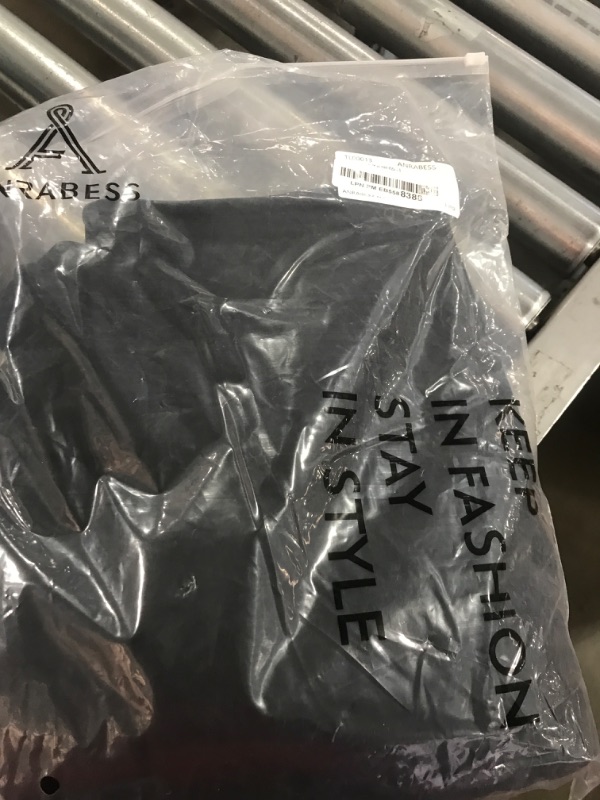 ANRABESS
ANRABESS
8385
KEEP
IN FASHION
STAY
IN STYLE